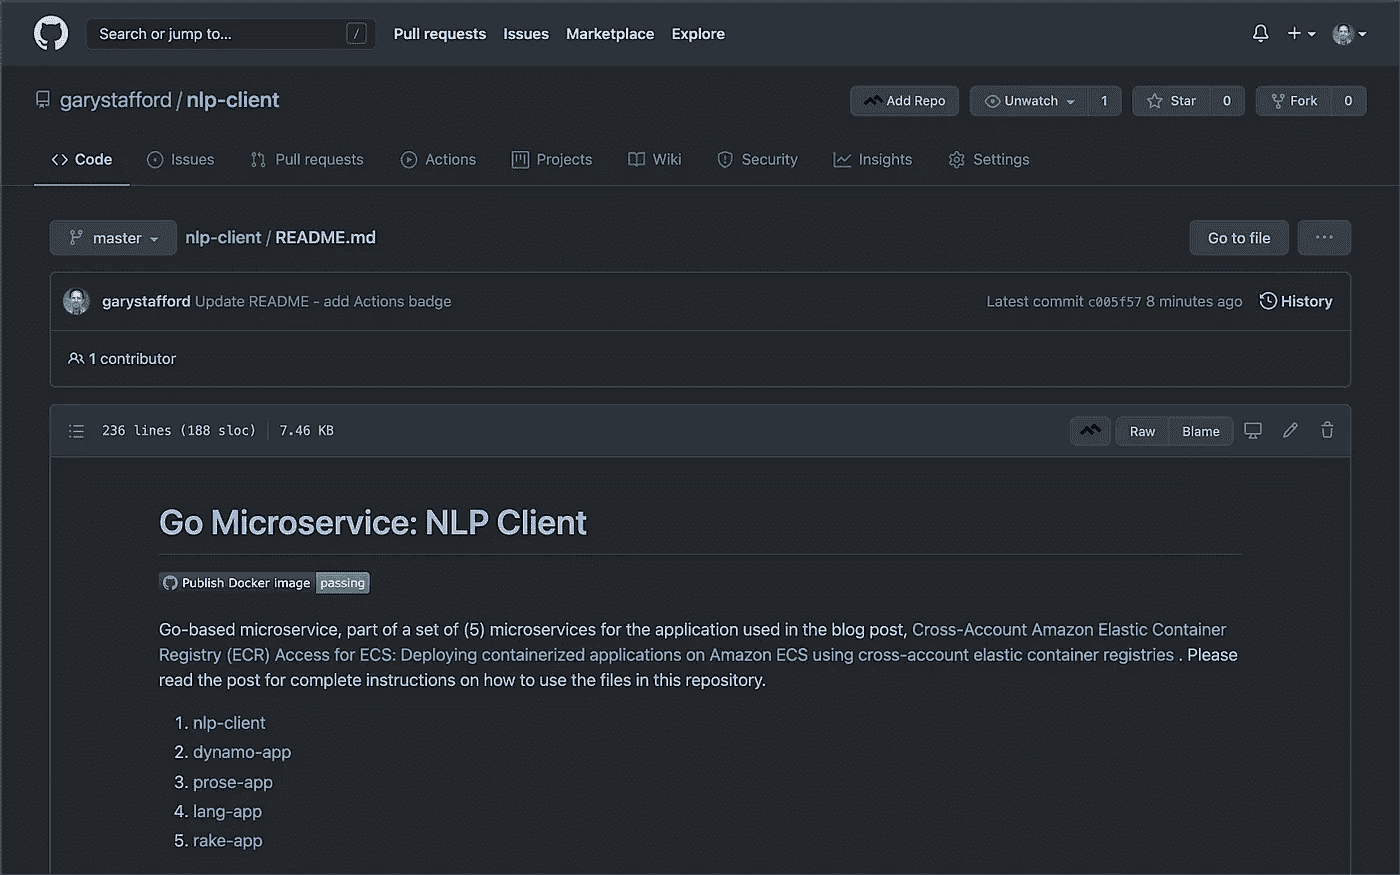 Search or jump to... /
Pull requests Issues Marketplace Explore
garystafford / nlp-client
Add Repo Unwatch 1 Star 0 Fork 0
Code Issues Pull requests Actions Projects Wiki Security Insights Settings
master nlp-client / README.md Go to file ...
garystafford Update README - add Actions badge Latest commit c005f57 8 minutes ago History
1 contributor
236 lines (188 sloc) | 7.46 KB Raw Blame
Go Microservice: NLP Client
Publish Docker image passing
Go-based microservice, part of a set of (5) microservices for the application used in the blog post, Cross-Account Amazon Elastic Container
Registry (ECR) Access for ECS: Deploying containerized applications on Amazon ECS using cross-account elastic container registries . Please
read the post for complete instructions on how to use the files in this repository.
1. nlp-client
2. dynamo-app
3. prose-app
4. lang-app
5. rake-app